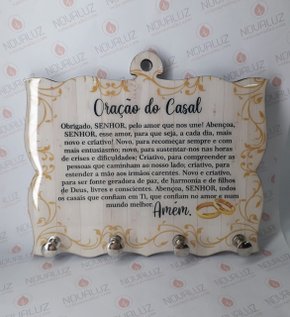 NOVALUZ
Oração do Casal
Obrigado, SENHOR, pelo amor que nos une! Abençoa,
SENHOR, esse amor, para que seja, a cada dia, mais
novo e criativo! Novo, para recomeçar sempre e com
mais entusiasmo; novo, para sustentar-nos nas horas
de crises e dificuldades; Criativo, para compreender as
pessoas que caminham ao nosso lado; criativo, para
estender a mão aos irmãos carentes. Novo e criativo,
para ser fonte geradora de paz, de harmonia e de filhos
de Deus, livres e conscientes. Abençoa, SENHOR, todos
os casais que confiam em Ti, que confiam no amor e num
mundo melhor.
Amém.